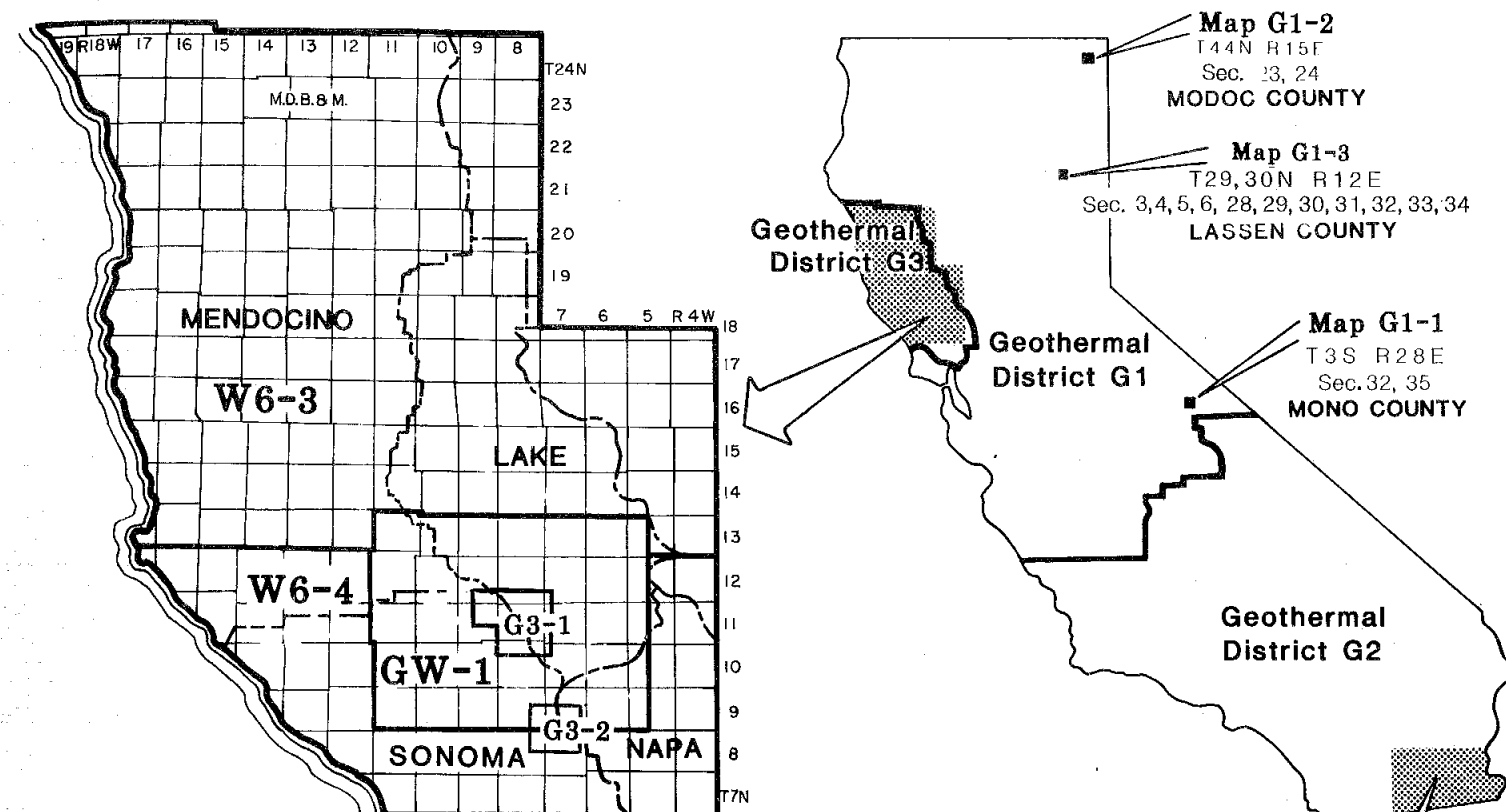 19 R18W 17 16 15 14 13 12 11 10 9 8
T24N
M.D.B.& M.
23
22
21
20
19
MENDOCINO
7 6 5 R 4 W
18
17
W6-3
16
LAKE
15
14
13
W6-4
12
G3-1
11
GW-1
10
9
G3-2
SONOMA
NAPA
8
T7N
Map G1-2
T44N R15E
Sec. 23, 24
MODOC COUNTY
Map G1-3
T29,30N R12E
Sec. 3,4,5,6, 28, 29, 30, 31, 32, 33, 34
LASSEN COUNTY
Geothermal
District G3
Geothermal
District G1
Map G1-1
T3S R28E
Sec. 32, 35
MONO COUNTY
Geothermal
District G2